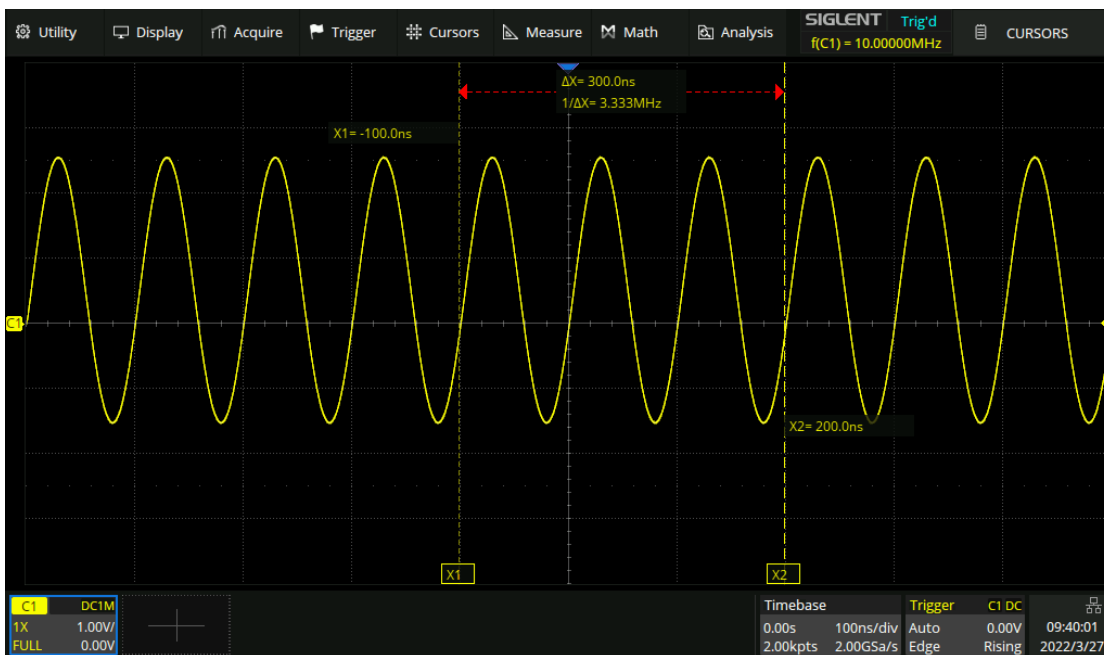 Utility Display Acquire Trigger Cursors Measure Math Analysis SIGLENT Trig'd CURSORS
f(C1) = 10.00000MHz
ΔX= 300.0ns
1/ΔX= 3.333MHz
X1= -100.0ns
C1
X2= 200.0ns
X1 X2
C1 DC1M Timebase Trigger C1 DC
1X 1.00V/ 0.00s 100ns/div Auto 0.00V 09:40:01
FULL 0.00V 2.00kpts 2.00GSa/s Edge Rising 2022/3/27